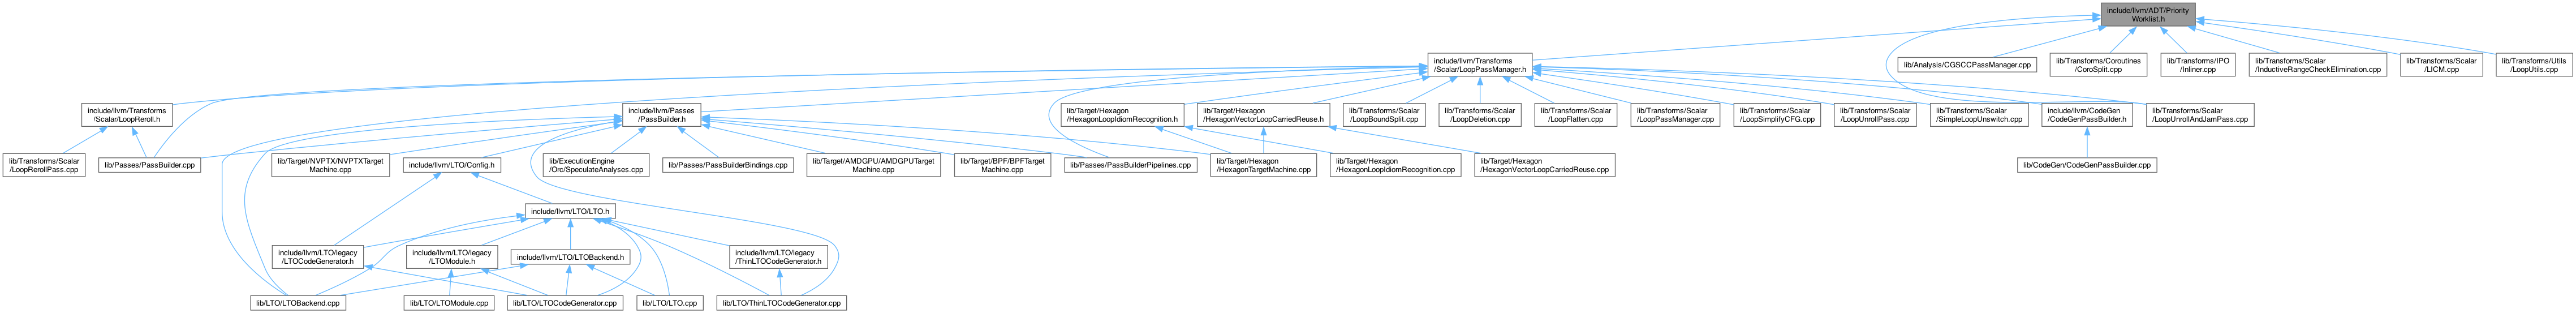 include/llvm/ADT/Priority
Worklist.h
include/llvm/Transforms
/Scalar/LoopPassManager.h
lib/Analysis/CGSCCPassManager.cpp
lib/Transforms/Coroutines
/CoroSplit.cpp
lib/Transforms/IPO
/Inliner.cpp
lib/Transforms/Scalar
/InductiveRangeCheckElimination.cpp
lib/Transforms/Scalar
/LICM.cpp
lib/Transforms/Utils
/LoopUtils.cpp
include/llvm/Transforms
/Scalar/LoopReroll.h
include/llvm/Passes
/PassBuilder.h
lib/Target/Hexagon
/HexagonLoopIdiomRecognition.h
lib/Target/Hexagon
/HexagonVectorLoopCarriedReuse.h
lib/Transforms/Scalar
/LoopBoundSplit.cpp
lib/Transforms/Scalar
/LoopDeletion.cpp
lib/Transforms/Scalar
/LoopFlatten.cpp
lib/Transforms/Scalar
/LoopPassManager.cpp
lib/Transforms/Scalar
/LoopSimplifyCFG.cpp
lib/Transforms/Scalar
/LoopUnrollPass.cpp
lib/Transforms/Scalar
/SimpleLoopUnswitch.cpp
include/llvm/CodeGen
/CodeGenPassBuilder.h
lib/Transforms/Scalar
/LoopUnrollAndJamPass.cpp
lib/Transforms/Scalar
/LoopRerollPass.cpp
lib/Passes/PassBuilder.cpp
lib/Target/NVPTX/NVPTXTarget
Machine.cpp
include/llvm/LTO/Config.h
lib/ExecutionEngine
/Orc/SpeculateAnalyses.cpp
lib/Passes/PassBuilderBindings.cpp
lib/Target/AMDGPU/AMDGPUTarget
Machine.cpp
lib/Target/BPF/BPFTarget
Machine.cpp
lib/Passes/PassBuilderPipelines.cpp
lib/Target/Hexagon
/HexagonTargetMachine.cpp
lib/Target/Hexagon
/HexagonLoopIdiomRecognition.cpp
lib/Target/Hexagon
/HexagonVectorLoopCarriedReuse.cpp
lib/CodeGen/CodeGenPassBuilder.cpp
include/llvm/LTO/LTO.h
include/llvm/LTO/legacy
/LTOCodeGenerator.h
include/llvm/LTO/legacy
/LTOModule.h
include/llvm/LTO/LTOBackend.h
include/llvm/LTO/legacy
/ThinLTOCodeGenerator.h
lib/LTO/LTOBackend.cpp
lib/LTO/LTOModule.cpp
lib/LTO/LTOCodeGenerator.cpp
lib/LTO/LTO.cpp
lib/LTO/ThinLTOCodeGenerator.cpp